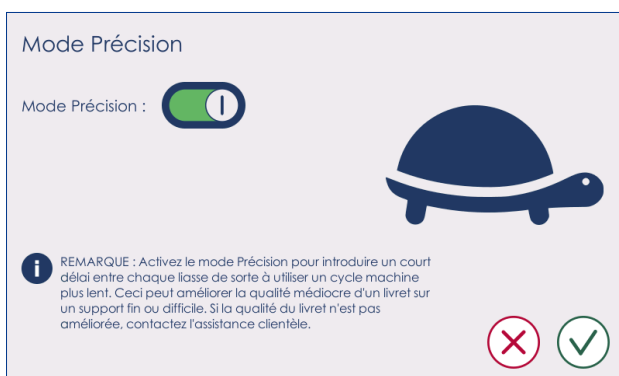 Mode Précision
Mode Précision :
REMARQUE : Activez le mode Précision pour introduire un court
délai entre chaque liasse de sorte à utiliser un cycle machine
plus lent. Ceci peut améliorer la qualité médiocre d'un livret sur
un support fin ou difficile. Si la qualité du livret n'est pas
améliorée, contactez l'assistance clientèle.